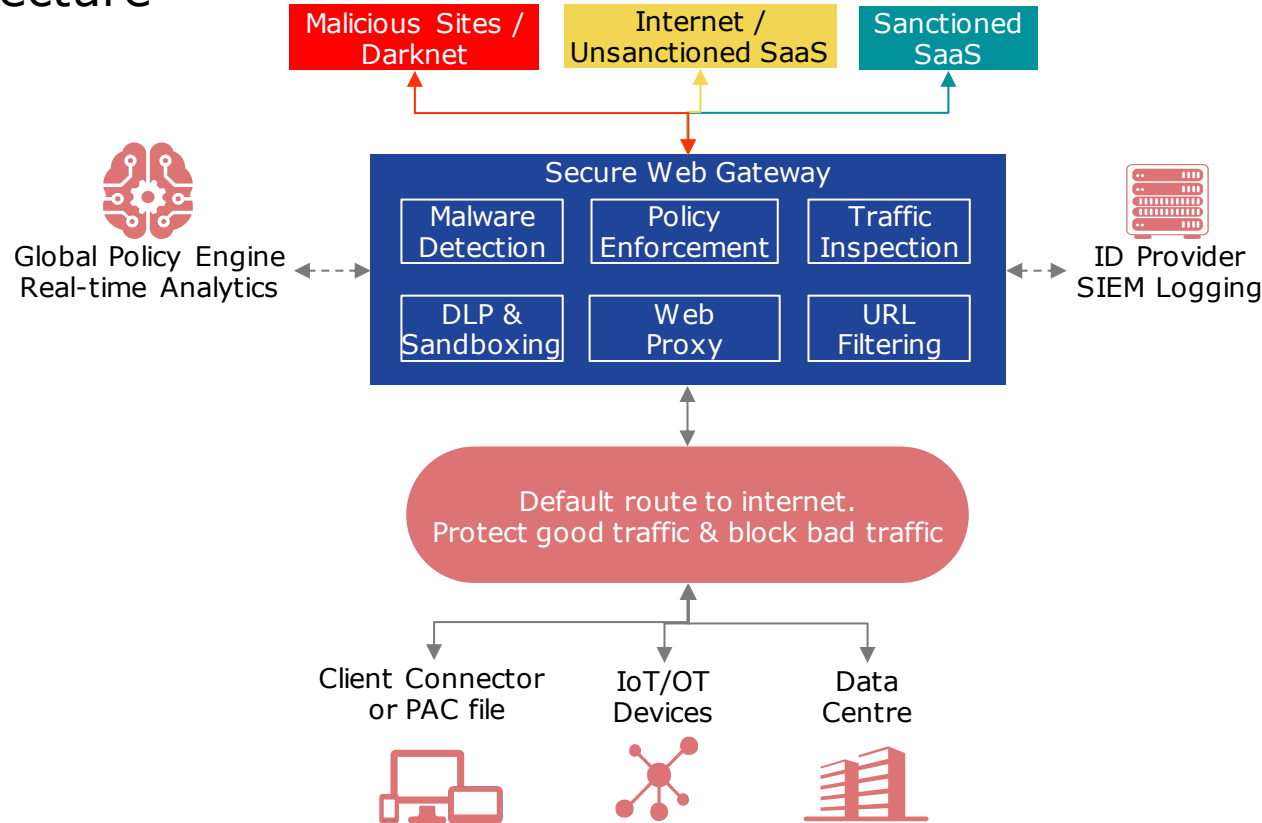 ecture
Malicious Sites /
Darknet
Internet /
Unsanctioned SaaS
Sanctioned
SaaS
Secure Web Gateway
Malware
Detection
Policy
Enforcement
Traffic
Inspection
Global Policy Engine
Real-time Analytics
ID Provider
SIEM Logging
DLP &
Sandboxing
Web
Proxy
URL
Filtering
Default route to internet.
Protect good traffic & block bad traffic
Client Connector
or PAC file
IoT/OT
Devices
Data
Centre